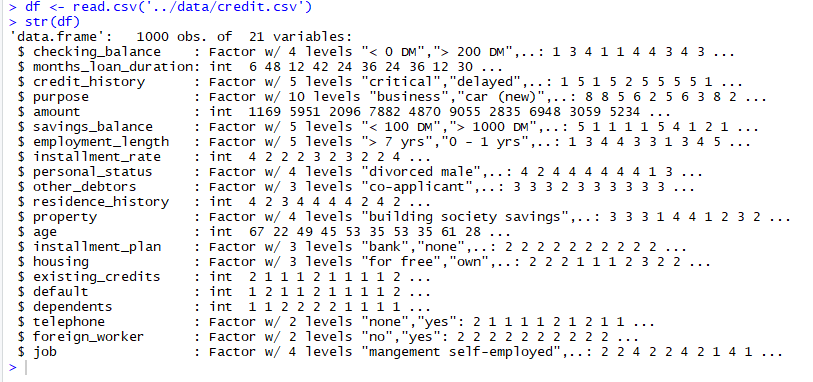 > df <- read.csv('../data/credit.csv')
> str(df)
'data.frame':   1000 obs. of  21 variables:
 $ checking_balance    : Factor w/ 4 levels "< 0 DM","> 200 DM",..: 1 3 4 1 1 4 4 3 4 3 ...
 $ months_loan_duration: int  6 48 12 42 24 36 24 36 12 30 ...
 $ credit_history      : Factor w/ 5 levels "critical","delayed",..: 1 5 1 5 2 5 5 5 5 1 ...
 $ purpose             : Factor w/ 10 levels "business","car (new)",..: 8 8 5 6 2 5 6 3 8 2 ...
 $ amount              : int  1169 5951 2096 7882 4870 9055 2835 6948 3059 5234 ...
 $ savings_balance     : Factor w/ 5 levels "< 100 DM","> 1000 DM",..: 5 1 1 1 1 5 4 1 2 1 ...
 $ employment_length   : Factor w/ 5 levels "> 7 yrs","0 - 1 yrs",..: 1 3 4 4 3 3 1 3 4 5 ...
 $ installment_rate    : int  4 2 2 2 3 2 3 2 2 4 ...
 $ personal_status     : Factor w/ 4 levels "divorced male",..: 4 2 4 4 4 4 4 4 1 3 ...
 $ other_debtors       : Factor w/ 3 levels "co-applicant",..: 3 3 3 2 3 3 3 3 3 3 ...
 $ residence_history   : int  4 2 3 4 4 4 4 2 4 2 ...
 $ property            : Factor w/ 4 levels "building society savings",..: 3 3 3 1 4 4 1 2 3 2 ...
 $ age                 : int  67 22 49 45 53 35 53 35 61 28 ...
 $ installment_plan    : Factor w/ 3 levels "bank","none",..: 2 2 2 2 2 2 2 2 2 2 ...
 $ housing             : Factor w/ 3 levels "for free","own",..: 2 2 2 1 1 1 2 3 2 2 ...
 $ existing_credits    : int  2 1 1 1 2 1 1 1 1 2 ...
 $ default             : int  1 2 1 1 2 1 1 1 1 2 ...
 $ dependents          : int  1 1 2 2 2 2 1 1 1 1 ...
 $ telephone           : Factor w/ 2 levels "none","yes": 2 1 1 1 1 2 1 2 1 1 ...
 $ foreign_worker      : Factor w/ 2 levels "no","yes": 2 2 2 2 2 2 2 2 2 2 ...
 $ job                 : Factor w/ 4 levels "mangement self-employed",..: 2 2 4 2 2 4 2 1 4 1 ...
>